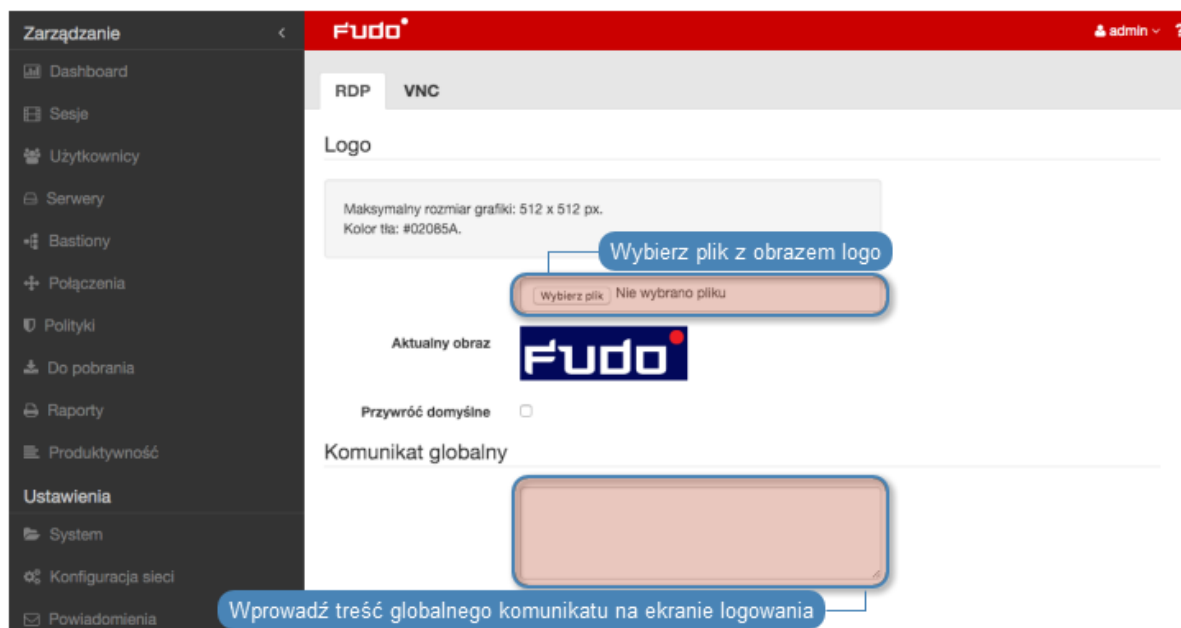 Zarządzanie
Fudo
admin
?
Dashboard
RDP VNC
Sesje
Logo
Użytkownicy
Serwery
Maksymalny rozmiar grafiki: 512 x 512 px.
Kolor tła: #02085A.
Bastiony
Wybierz plik z obrazem logo
Połączenia
Wybierz plik Nie wybrano pliku
Polityki
Aktualny obraz
Fudo
Do pobrania
Raporty
Przywróć domyślne
Produktywność
Komunikat globalny
Ustawienia
System
Konfiguracja sieci
Powiadomienia
Wprowadź treść globalnego komunikatu na ekranie logowania